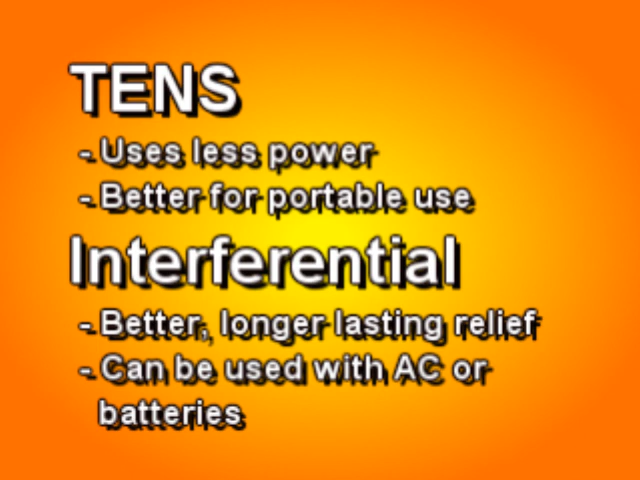 TENS
- Uses less power
- Better for portable use
Interferential
- Better, longer lasting relief
- Can be used with AC or
batteries